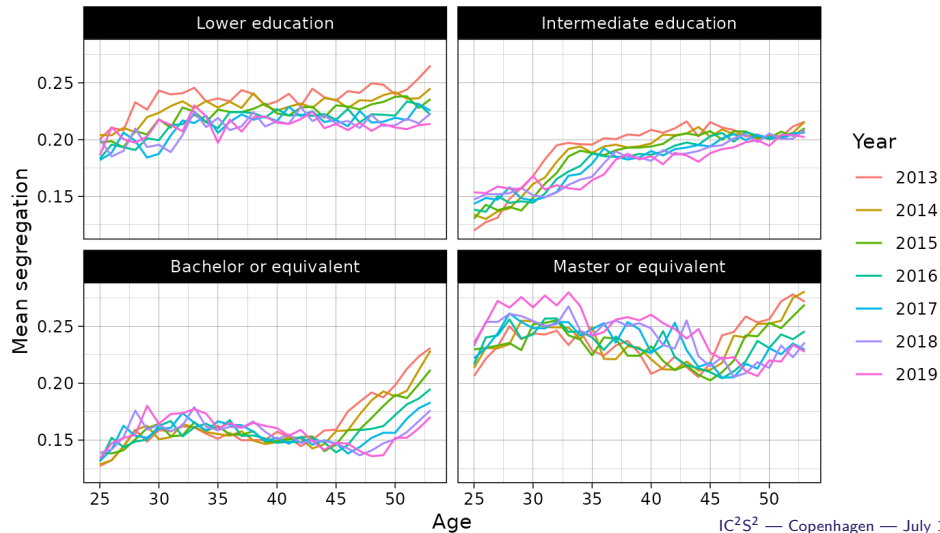 Lower education
Intermediate education
0.25
0.20
0.15
Bachelor or equivalent
Master or equivalent
0.25
0.20
0.15
25 30 35 40 45 50
25 30 35 40 45 50
Mean segregation
Age
Year
2013
2014
2015
2016
2017
2018
2019
IC²S² — Copenhagen — July